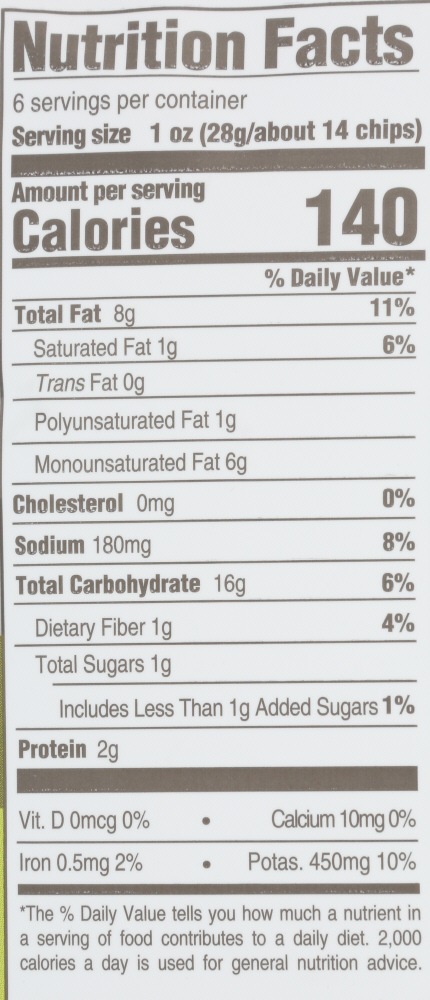 Nutrition Facts
6 servings per container
Serving size 1 oz (28g/about 14 chips)
Amount per serving
Calories 140
% Daily Value*
Total Fat 8g 11%
Saturated Fat 1g 6%
Trans Fat 0g
Polyunsaturated Fat 1g
Monounsaturated Fat 6g
Cholesterol 0mg 0%
Sodium 180mg 8%
Total Carbohydrate 16g 6%
Dietary Fiber 1g 4%
Total Sugars 1g
Includes Less Than 1g Added Sugars 1%
Protein 2g
Vit. D 0mcg 0% • Calcium 10mg 0%
Iron 0.5mg 2% • Potas. 450mg 10%
*The % Daily Value tells you how much a nutrient in
a serving of food contributes to a daily diet. 2,000
calories a day is used for general nutrition advice.